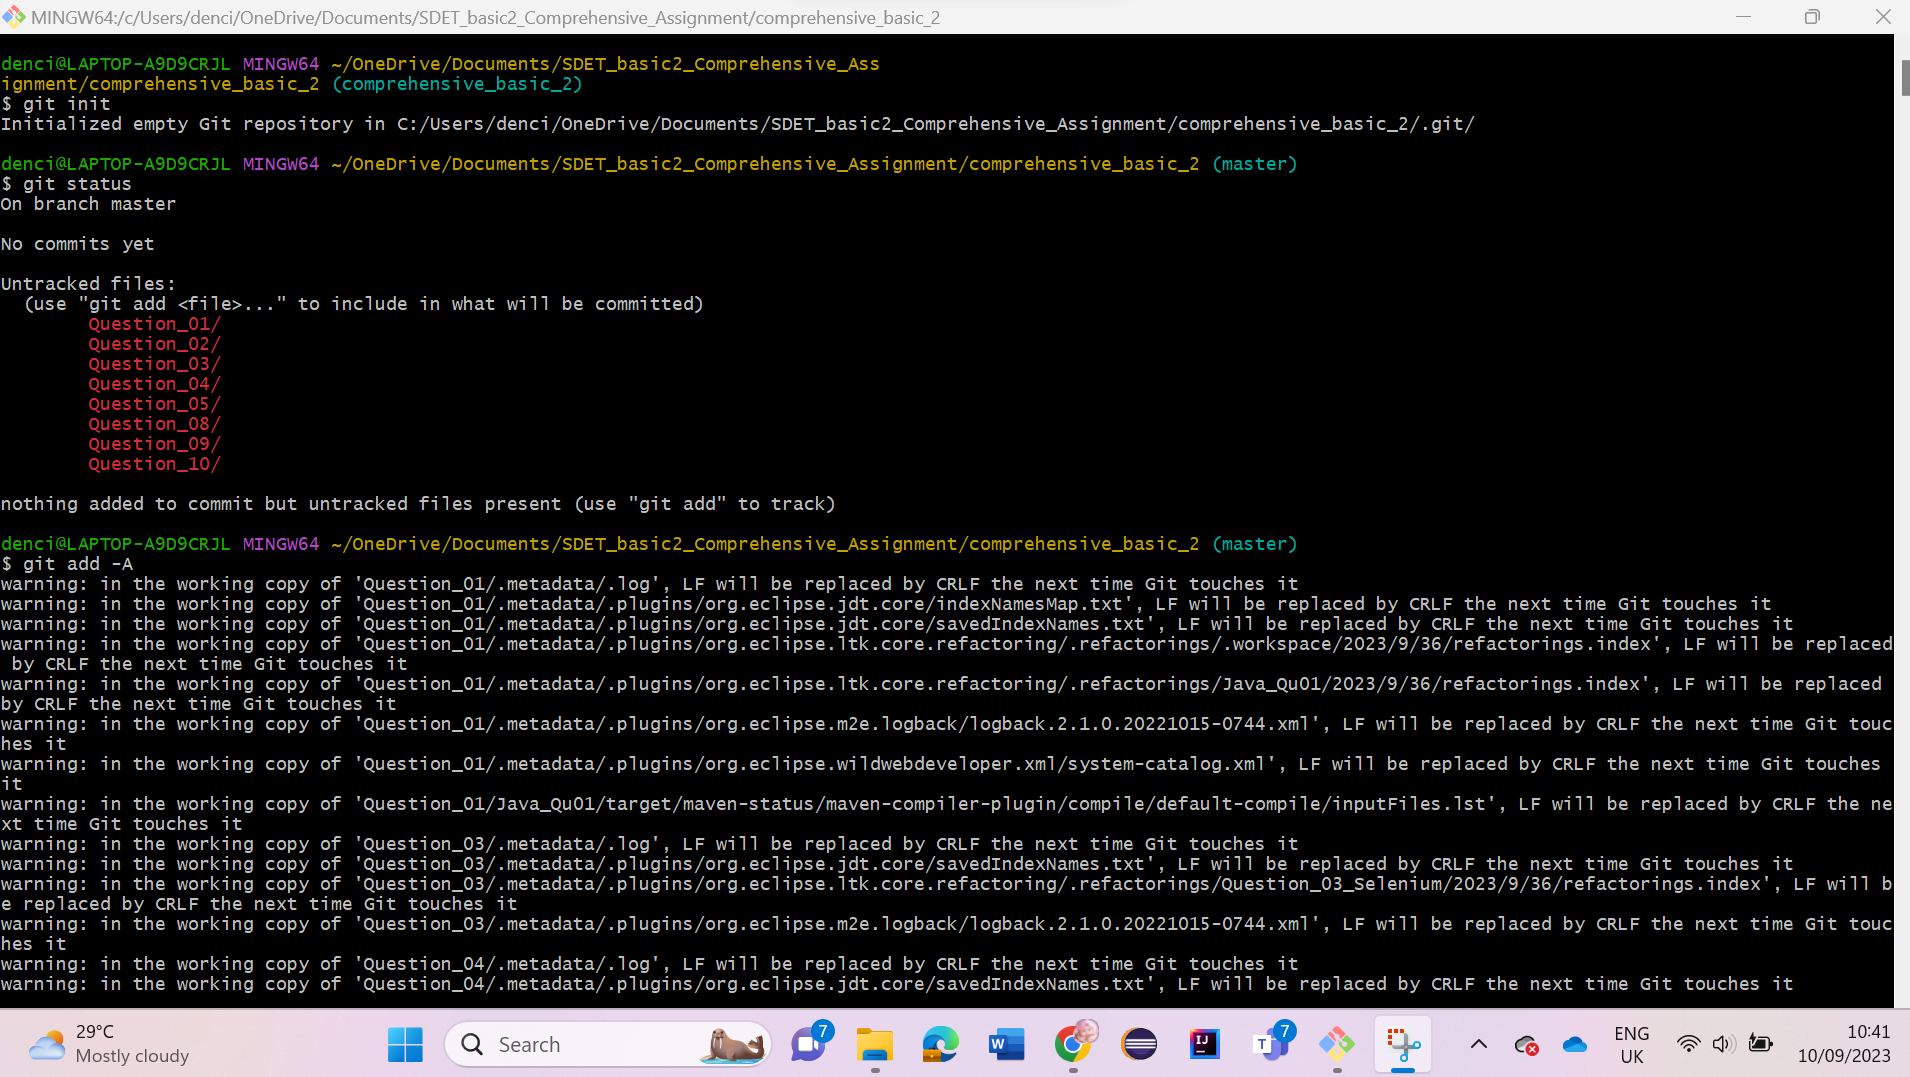 MINGW64:/c/Users/denci/OneDrive/Documents/SDET_basic2_Comprehensive_Assignment/comprehensive_basic_2
denci@LAPTOP-A9D9CRJL MINGW64 ~/OneDrive/Documents/SDET_basic2_Comprehensive_Ass
ignment/comprehensive_basic_2 (comprehensive_basic_2)
$ git init
Initialized empty Git repository in C:/Users/denci/OneDrive/Documents/SDET_basic2_Comprehensive_Assignment/comprehensive_basic_2/.git/
denci@LAPTOP-A9D9CRJL MINGW64 ~/OneDrive/Documents/SDET_basic2_Comprehensive_Assignment/comprehensive_basic_2 (master)
$ git status
On branch master
No commits yet
Untracked files:
  (use "git add <file>..." to include in what will be committed)
        Question_01/
        Question_02/
        Question_03/
        Question_04/
        Question_05/
        Question_08/
        Question_09/
        Question_10/
nothing added to commit but untracked files present (use "git add" to track)
denci@LAPTOP-A9D9CRJL MINGW64 ~/OneDrive/Documents/SDET_basic2_Comprehensive_Assignment/comprehensive_basic_2 (master)
$ git add -A
warning: in the working copy of 'Question_01/.metadata/.log', LF will be replaced by CRLF the next time Git touches it
warning: in the working copy of 'Question_01/.metadata/.plugins/org.eclipse.jdt.core/indexNamesMap.txt', LF will be replaced by CRLF the next time Git touches it
warning: in the working copy of 'Question_01/.metadata/.plugins/org.eclipse.jdt.core/savedIndexNames.txt', LF will be replaced by CRLF the next time Git touches it
warning: in the working copy of 'Question_01/.metadata/.plugins/org.eclipse.ltk.core.refactoring/.refactorings/.workspace/2023/9/36/refactorings.index', LF will be replaced
 by CRLF the next time Git touches it
warning: in the working copy of 'Question_01/.metadata/.plugins/org.eclipse.ltk.core.refactoring/.refactorings/Java_Qu01/2023/9/36/refactorings.index', LF will be replaced
by CRLF the next time Git touches it
warning: in the working copy of 'Question_01/.metadata/.plugins/org.eclipse.m2e.logback/logback.2.1.0.20221015-0744.xml', LF will be replaced by CRLF the next time Git touc
hes it
warning: in the working copy of 'Question_01/.metadata/.plugins/org.eclipse.wildwebdeveloper.xml/system-catalog.xml', LF will be replaced by CRLF the next time Git touches
it
warning: in the working copy of 'Question_01/Java_Qu01/target/maven-status/maven-compiler-plugin/compile/default-compile/inputFiles.lst', LF will be replaced by CRLF the ne
xt time Git touches it
warning: in the working copy of 'Question_03/.metadata/.log', LF will be replaced by CRLF the next time Git touches it
warning: in the working copy of 'Question_03/.metadata/.plugins/org.eclipse.jdt.core/savedIndexNames.txt', LF will be replaced by CRLF the next time Git touches it
warning: in the working copy of 'Question_03/.metadata/.plugins/org.eclipse.ltk.core.refactoring/.refactorings/Question_03_Selenium/2023/9/36/refactorings.index', LF will b
e replaced by CRLF the next time Git touches it
warning: in the working copy of 'Question_03/.metadata/.plugins/org.eclipse.m2e.logback/logback.2.1.0.20221015-0744.xml', LF will be replaced by CRLF the next time Git touc
hes it
warning: in the working copy of 'Question_04/.metadata/.log', LF will be replaced by CRLF the next time Git touches it
warning: in the working copy of 'Question_04/.metadata/.plugins/org.eclipse.jdt.core/savedIndexNames.txt', LF will be replaced by CRLF the next time Git touches it
29°C
Mostly cloudy
Search
7
W
IJ
T
7
ENG
UK
10:41
10/09/2023